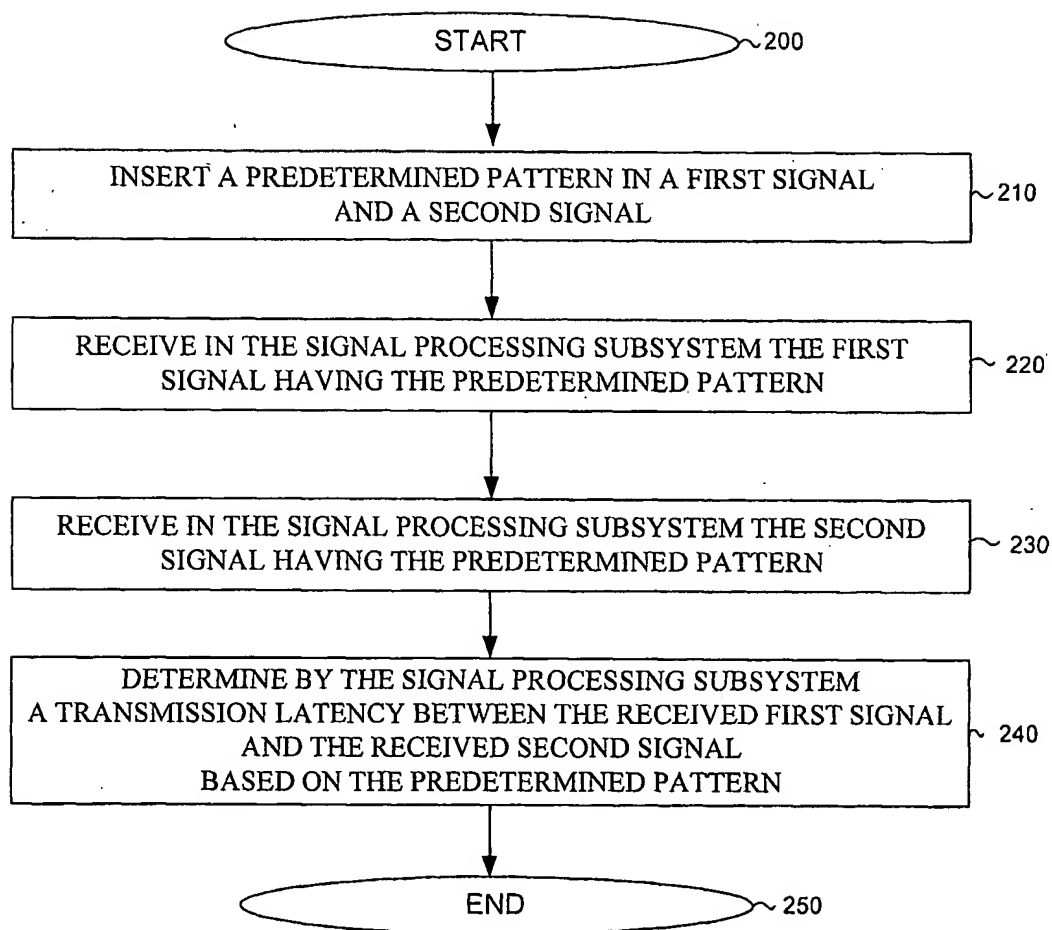 START
200
INSERT A PREDETERMINED PATTERN IN A FIRST SIGNAL
AND A SECOND SIGNAL
210
RECEIVE IN THE SIGNAL PROCESSING SUBSYSTEM THE FIRST
SIGNAL HAVING THE PREDETERMINED PATTERN
220
RECEIVE IN THE SIGNAL PROCESSING SUBSYSTEM THE SECOND
SIGNAL HAVING THE PREDETERMINED PATTERN
230
DETERMINE BY THE SIGNAL PROCESSING SUBSYSTEM
A TRANSMISSION LATENCY BETWEEN THE RECEIVED FIRST SIGNAL
AND THE RECEIVED SECOND SIGNAL
BASED ON THE PREDETERMINED PATTERN
240
END
250